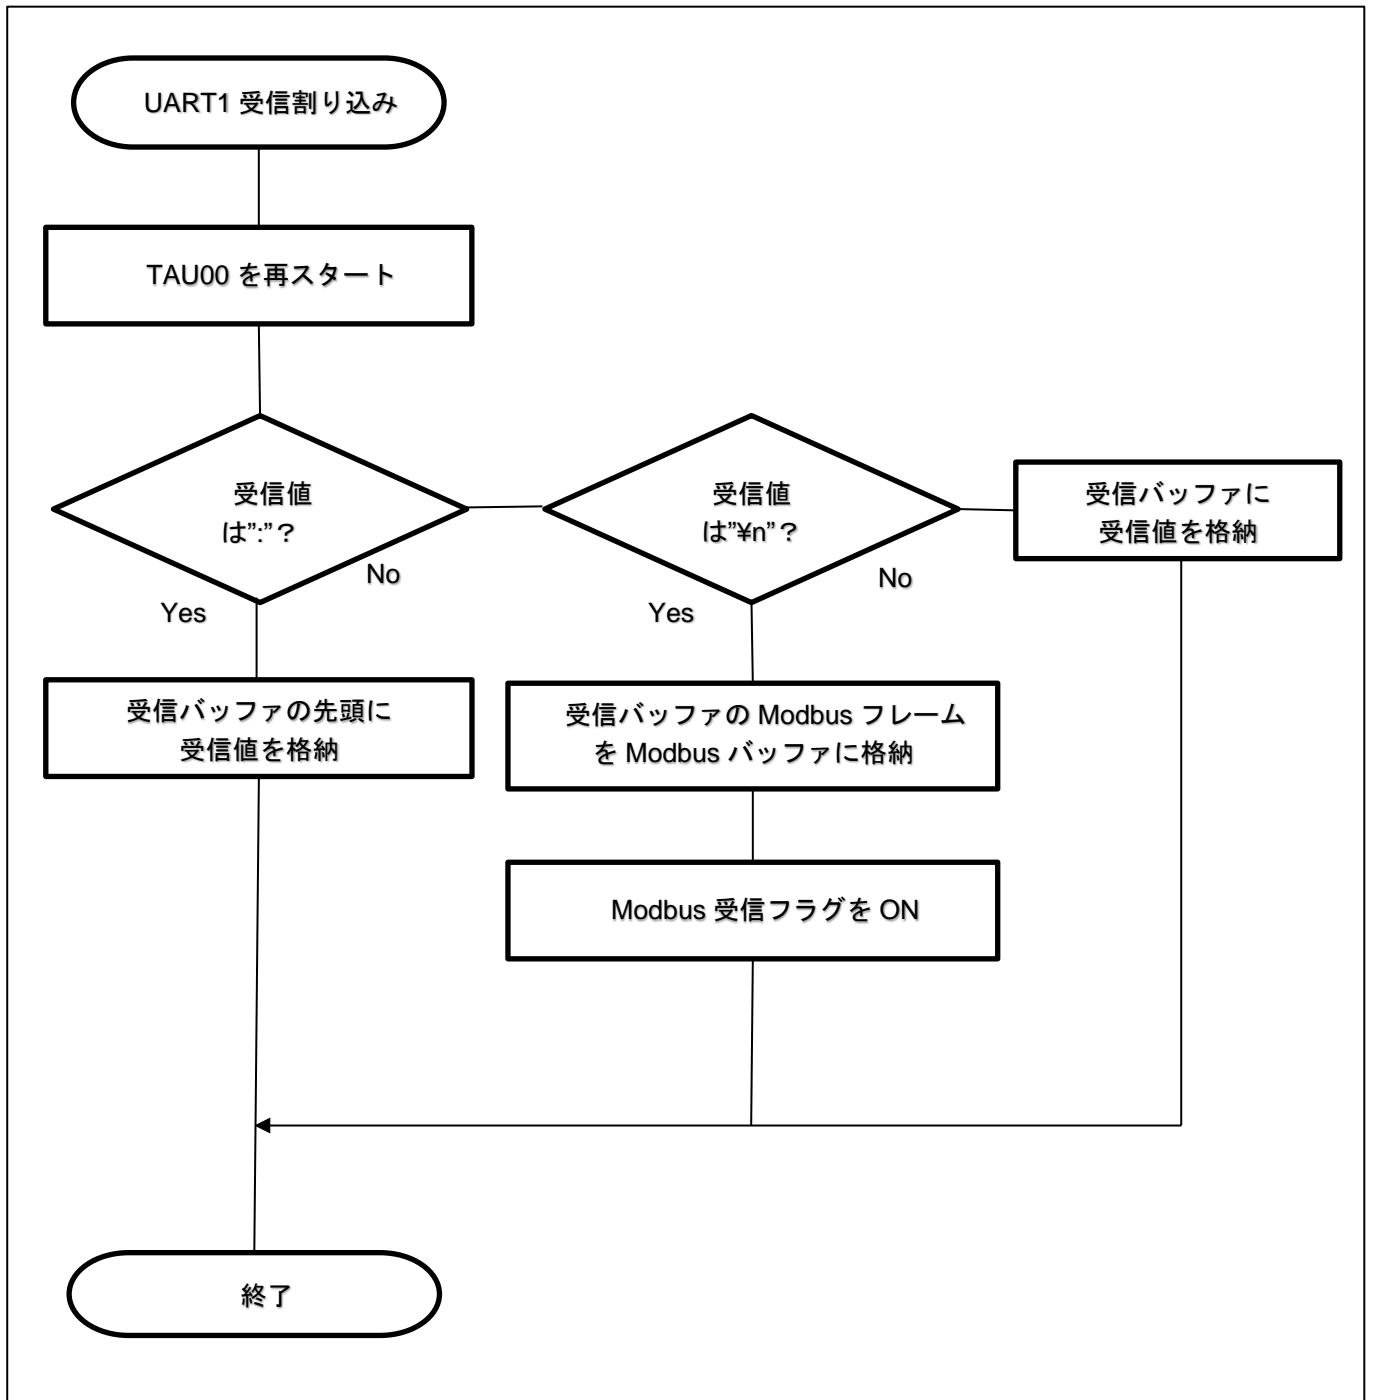 UART1 受信割り込み
TAU00 を再スタート
受信値
は”:”？
No
Yes
受信値
は”¥n”？
No
Yes
受信バッファに
受信値を格納
受信バッファの先頭に
受信値を格納
受信バッファの Modbus フレーム
を Modbus バッファに格納
Modbus 受信フラグを ON
終了